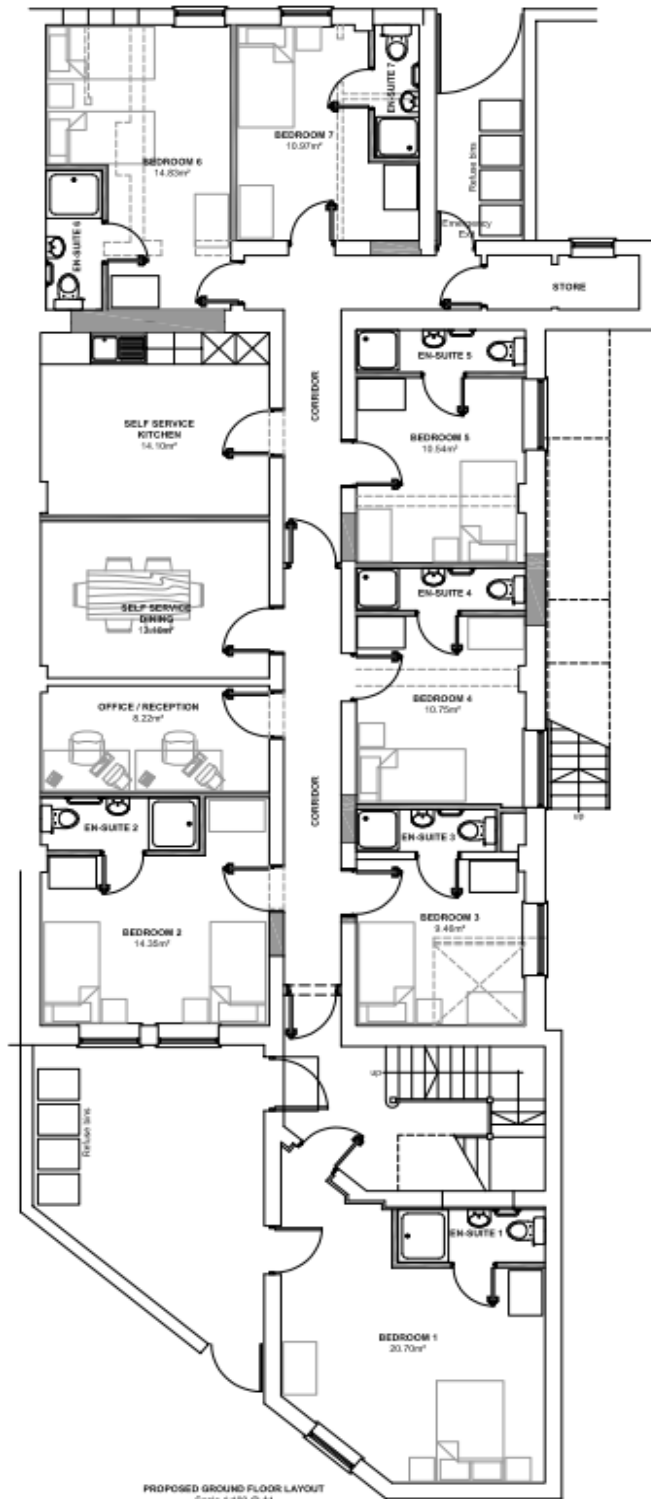 EN-SUITE 7
BEDROOM 7
10.97m²
BEDROOM 6
14.83m²
Refuse bins
Emergency
Exit
EN-SUITE 6
STORE
EN-SUITE 5
CORRIDOR
SELF SERVICE
KITCHEN
14.10m²
BEDROOM 5
10.54m²
EN-SUITE 4
SELF SERVICE
DINING
BEDROOM 4
10.75m²
OFFICE / RECEPTION
8.22m²
CORRIDOR
up
EN-SUITE 2
EN-SUITE 3
BEDROOM 3
9.46m²
BEDROOM 2
14.35m²
up
Refuse bins
EN-SUITE 1
BEDROOM 1
20.70m²
PROPOSED GROUND FLOOR LAYOUT